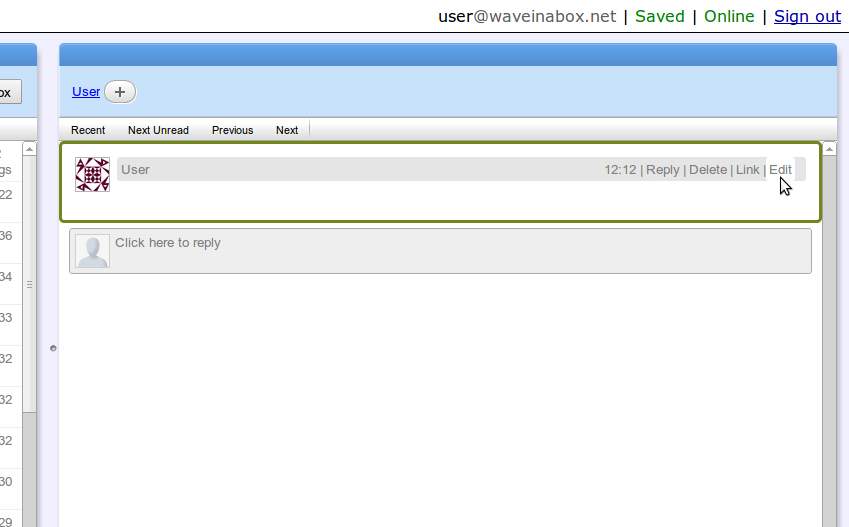 user@waveinabox.net | Saved | Online | Sign out
ox
User +
Recent Next Unread Previous Next
gs
User 12:12 | Reply | Delete | Link | Edit
22
36
Click here to reply
34
33
32
32
32
30
29